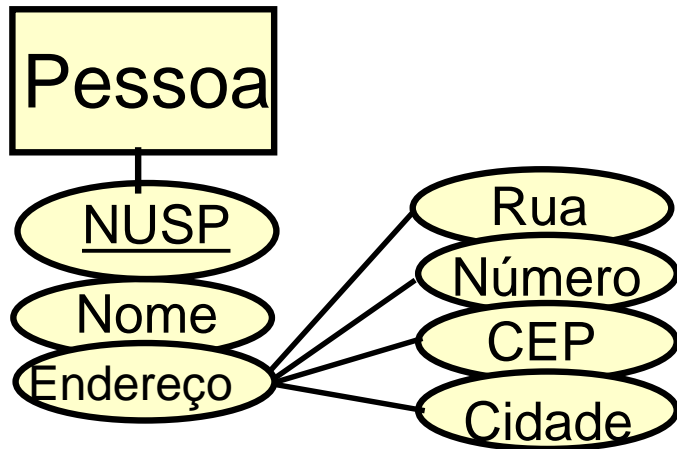 Pessoa
NUSP
Nome
Endereço
Rua
Número
CEP
Cidade